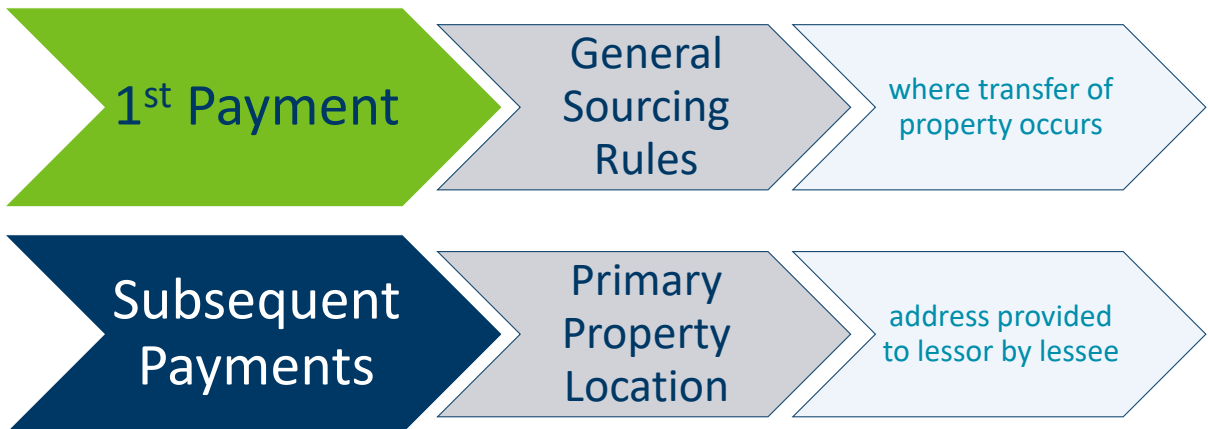 1st Payment
General
Sourcing
Rules
where transfer of
property occurs
Subsequent
Payments
Primary
Property
Location
address provided
to lessor by lessee